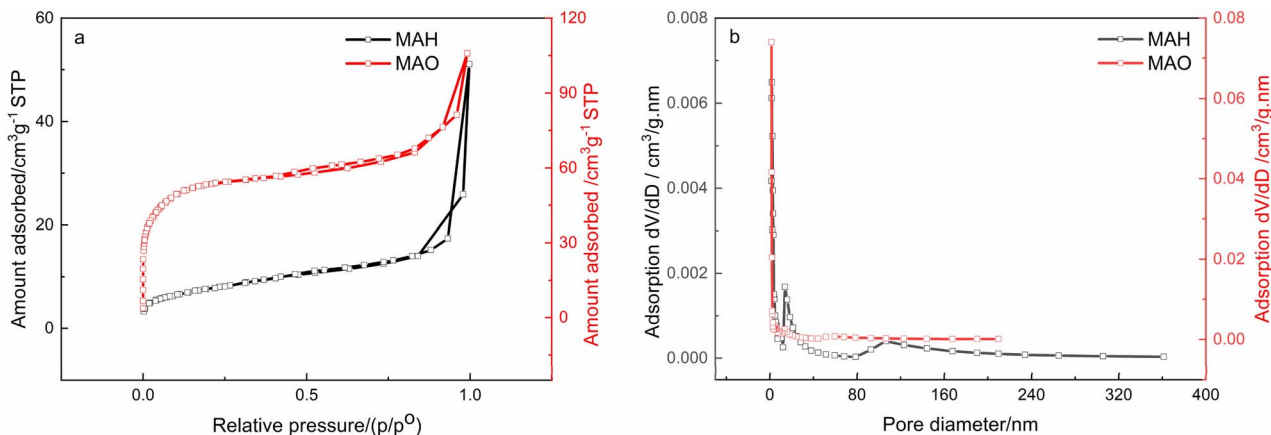 a
MAH
MAO
60
40
20
0
120
90
60
30
0
0.0
0.5
1.0
Amount adsorbed/cm³g⁻¹ STP
Amount adsorbed /cm³g⁻¹ STP
Relative pressure/(p/p⁰)
b
MAH
MAO
0.008
0.006
0.004
0.002
0.000
0.08
0.06
0.04
0.02
0.00
0
80
160
240
320
400
Adsorption dV/dD / cm³/g.nm
Adsorption dV/dD / cm³/g.nm
Pore diameter/nm